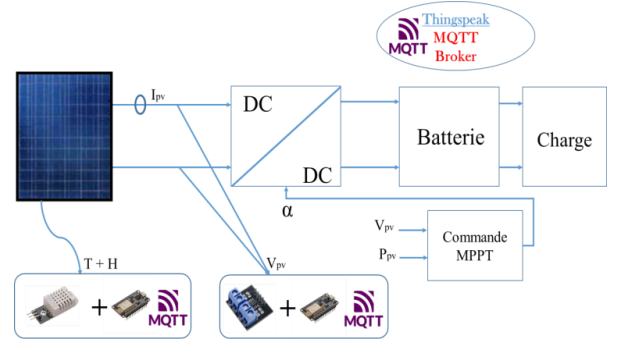 Thingspeak
MQTT
MQTT
Broker
Ipv
DC
DC
Batterie
Charge
α
Vpv
Ppv
Commande
MPPT
T + H
Vpv
+
MQTT
+
MQTT